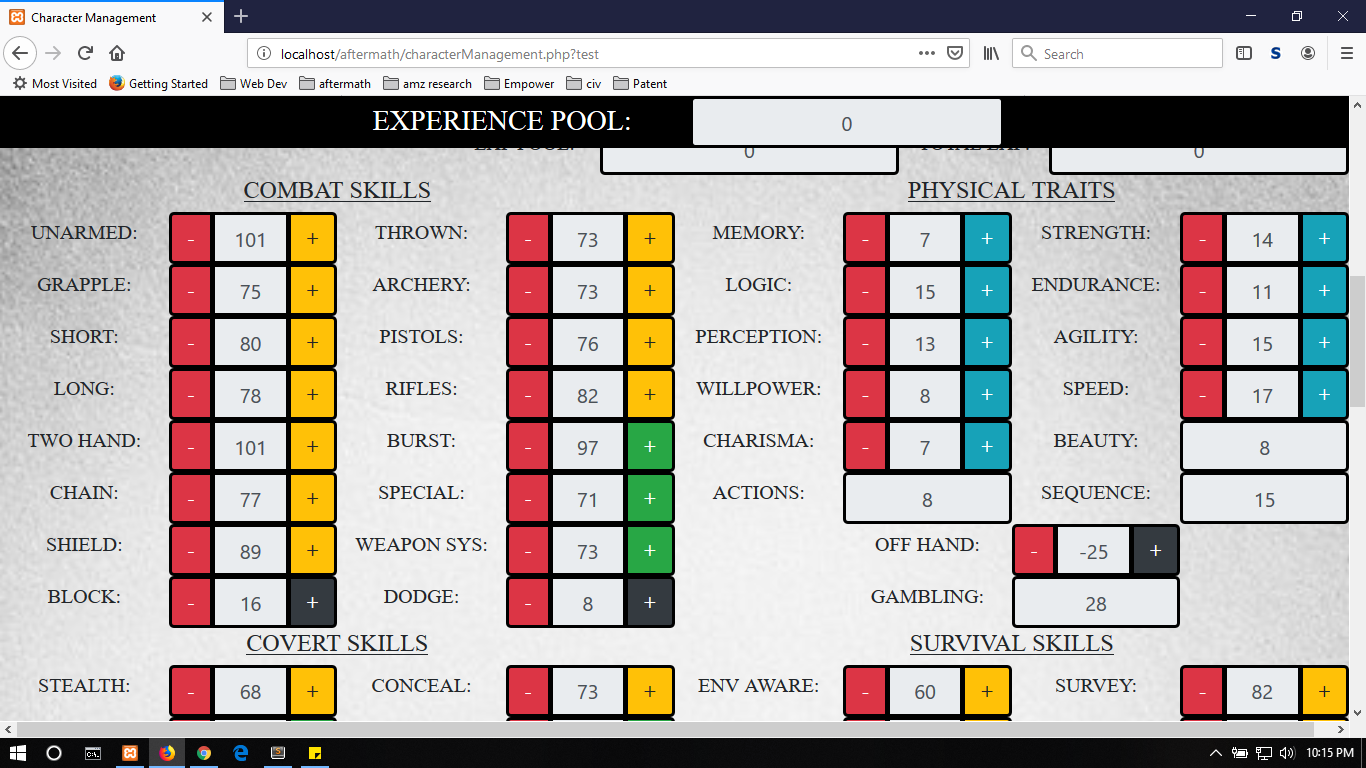 Character Management
localhost/aftermath/characterManagement.php?test
Search
Most Visited Getting Started Web Dev aftermath amz research Empower civ Patent
EXPERIENCE POOL: 0
0 0
COMBAT SKILLS PHYSICAL TRAITS
UNARMED: - 101 + THROWN: - 73 + MEMORY: - 7 + STRENGTH: - 14 +
GRAPPLE: - 75 + ARCHERY: - 73 + LOGIC: - 15 + ENDURANCE: - 11 +
SHORT: - 80 + PISTOLS: - 76 + PERCEPTION: - 13 + AGILITY: - 15 +
LONG: - 78 + RIFLES: - 82 + WILLPOWER: - 8 + SPEED: - 17 +
TWO HAND: - 101 + BURST: - 97 + CHARISMA: - 7 + BEAUTY: 8
CHAIN: - 77 + SPECIAL: - 71 + ACTIONS: 8 SEQUENCE: 15
SHIELD: - 89 + WEAPON SYS: - 73 + OFF HAND: - -25 +
BLOCK: - 16 + DODGE: - 8 + GAMBLING: 28
COVERT SKILLS SURVIVAL SKILLS
STEALTH: - 68 + CONCEAL: - 73 + ENV AWARE: - 60 + SURVEY: - 82 +
10:15 PM